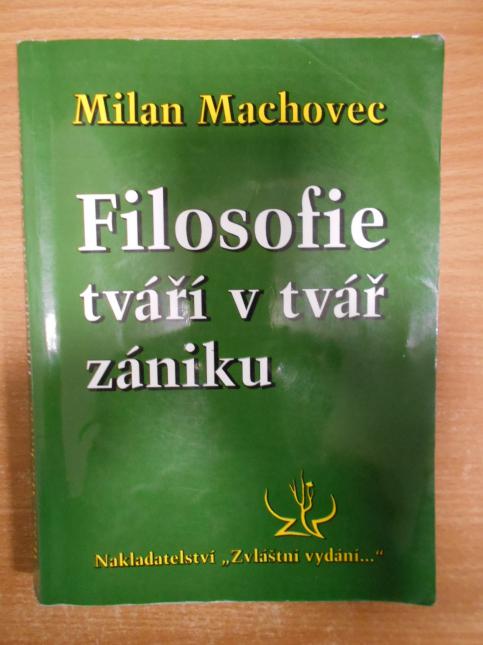 Milan Machovec
Filosofie
tváří v tvář
zániku
Nakladatelství „Zvláštní vydání...“